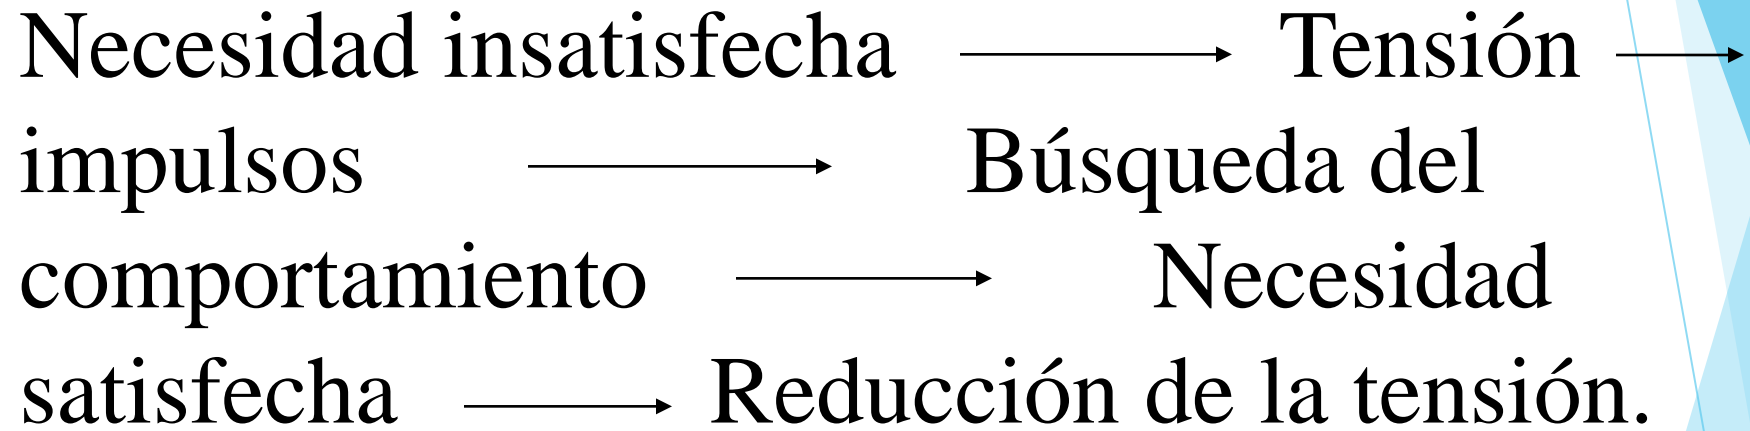 Necesidad insatisfecha ⟶ Tensión ⟶
impulsos ⟶ Búsqueda del
comportamiento ⟶ Necesidad
satisfecha ⟶ Reducción de la tensión.